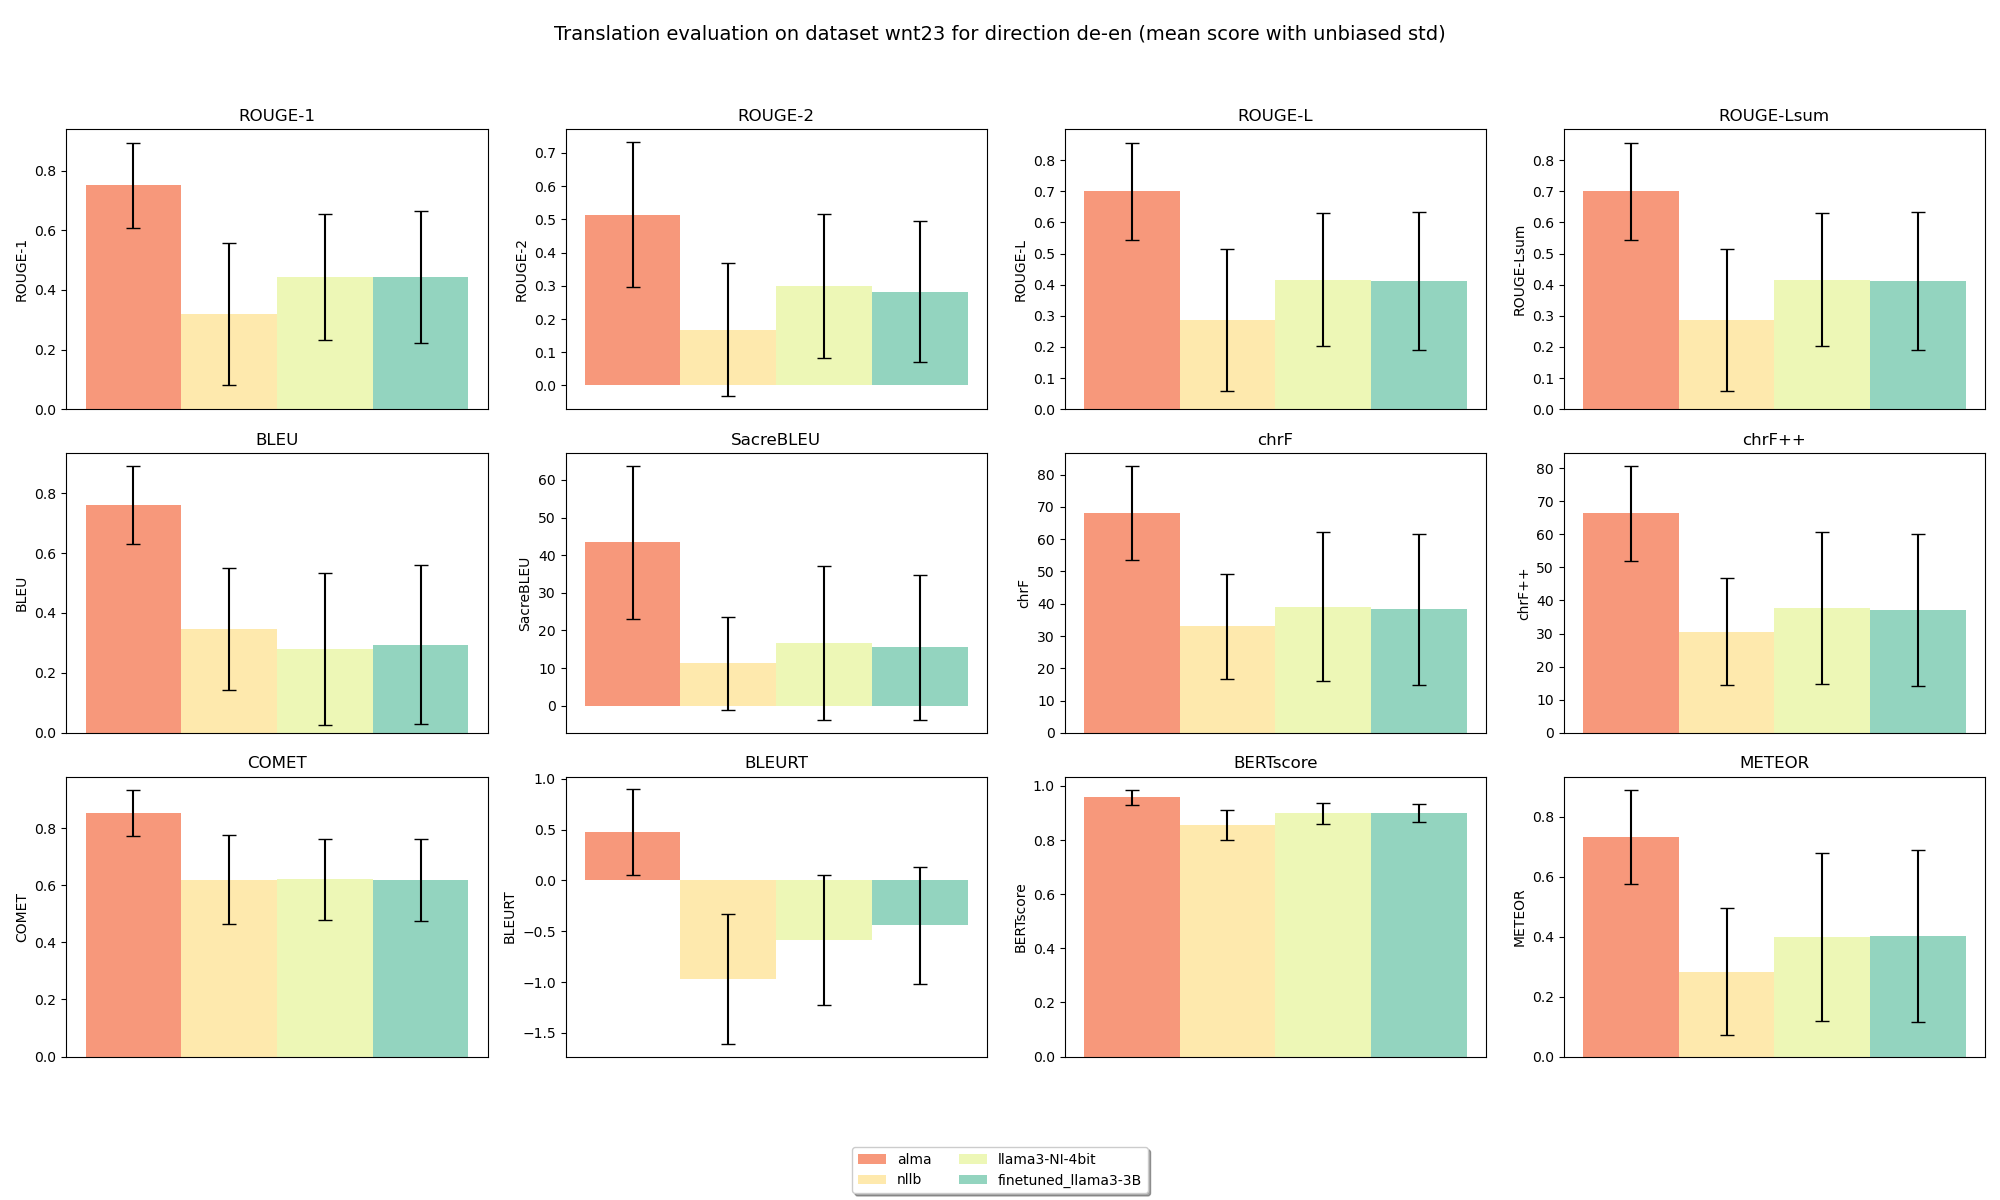 Translation evaluation on dataset wnt23 for direction de-en (mean score with unbiased std)
ROUGE-1
ROUGE-2
ROUGE-L
ROUGE-Lsum
ROUGE-1
0.8
0.6
0.4
0.2
0.0
ROUGE-2
0.7
0.6
0.5
0.4
0.3
0.2
0.1
0.0
ROUGE-L
0.8
0.7
0.6
0.5
0.4
0.3
0.2
0.1
0.0
ROUGE-Lsum
0.8
0.7
0.6
0.5
0.4
0.3
0.2
0.1
0.0
BLEU
SacreBLEU
chrF
chrF++
BLEU
0.8
0.6
0.4
0.2
0.0
SacreBLEU
60
50
40
30
20
10
0
chrF
80
70
60
50
40
30
20
10
0
chrF++
80
70
60
50
40
30
20
10
0
COMET
BLEURT
BERTscore
METEOR
COMET
0.8
0.6
0.4
0.2
0.0
BLEURT
1.0
0.5
0.0
−0.5
−1.0
−1.5
BERTscore
1.0
0.8
0.6
0.4
0.2
0.0
METEOR
0.8
0.6
0.4
0.2
0.0
alma
nllb
llama3-NI-4bit
finetuned_llama3-3B